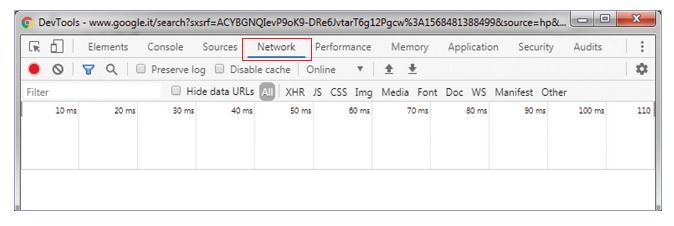 DevTools - www.google.it/search?sxsrf=ACYBGNQIevP9oK9-DRe6JvtarT6g12Pgcw%3A1568481388499&source=hp&...
Elements Console Sources Network Performance Memory Application Security Audits
Preserve log Disable cache Online
Filter Hide data URLs All XHR JS CSS Img Media Font Doc WS Manifest Other
10 ms 20 ms 30 ms 40 ms 50 ms 60 ms 70 ms 80 ms 90 ms 100 ms 110